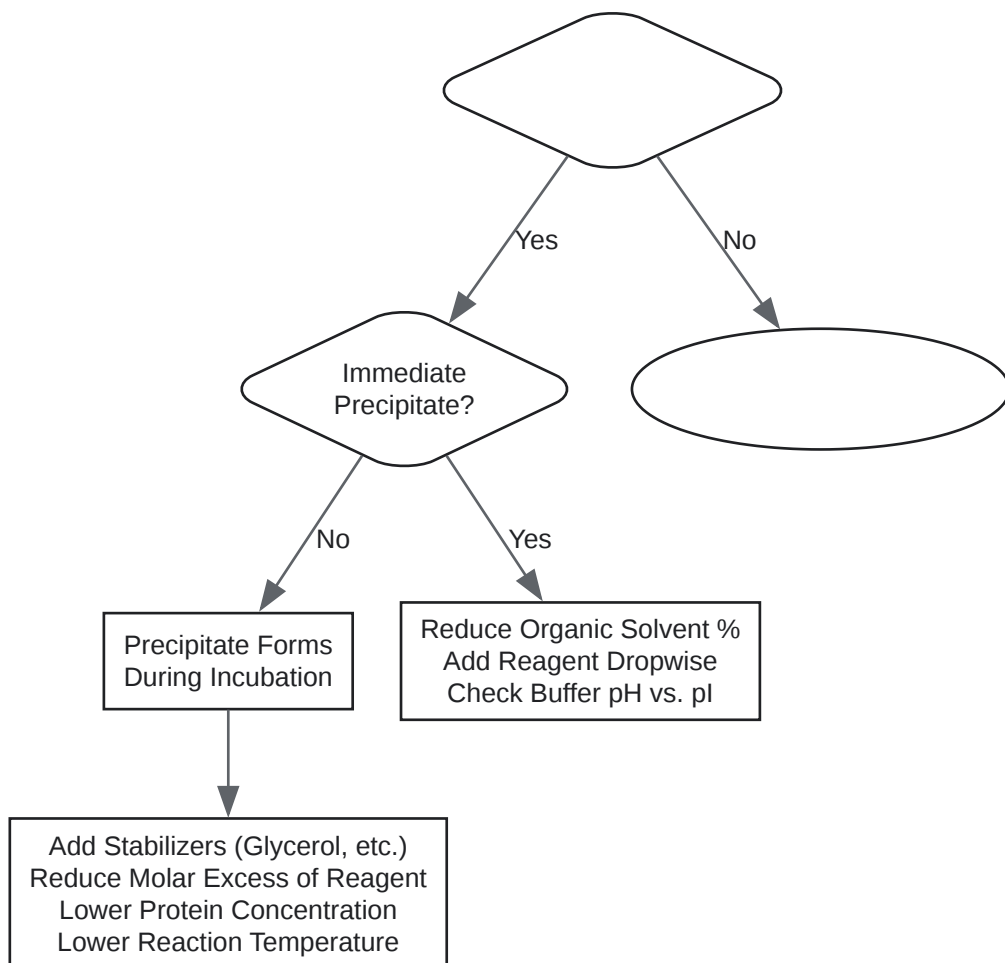 Yes
No
Immediate
Precipitate?
No
Yes
Precipitate Forms
During Incubation
Reduce Organic Solvent %
Add Reagent Dropwise
Check Buffer pH vs. pI
Add Stabilizers (Glycerol, etc.)
Reduce Molar Excess of Reagent
Lower Protein Concentration
Lower Reaction Temperature